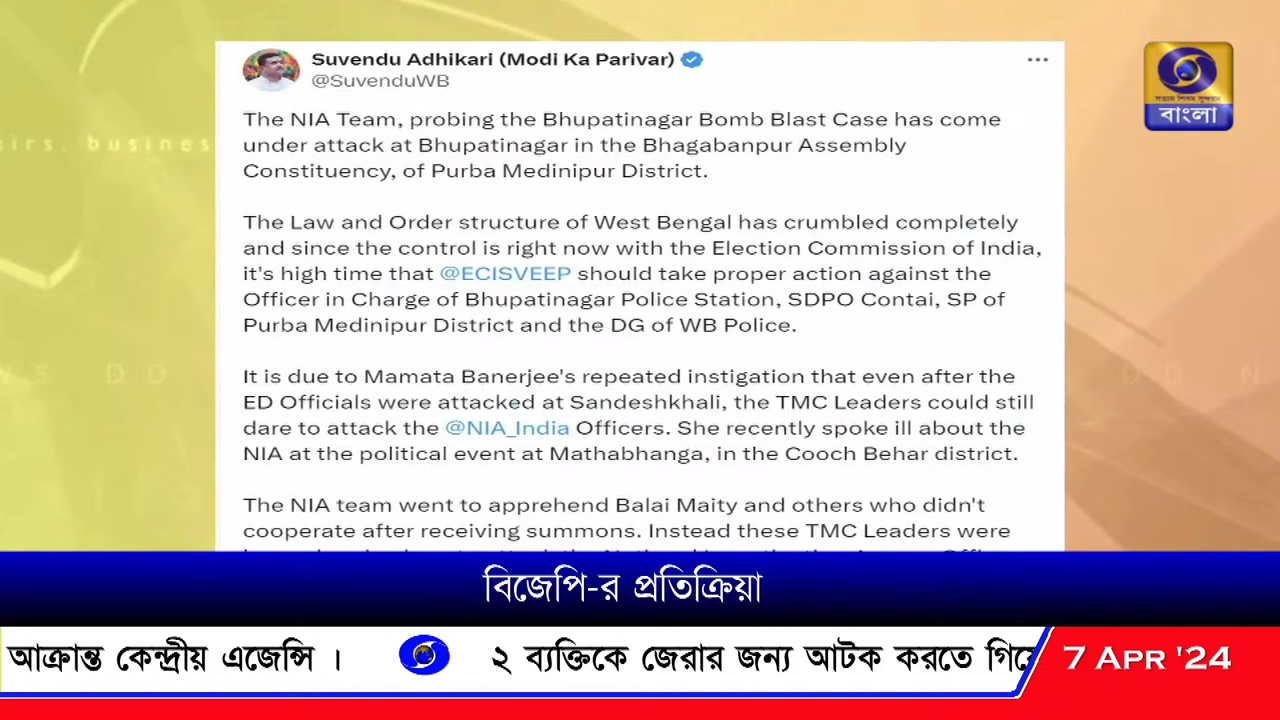 Suvendu Adhikari (Modi Ka Parivar)
@SuvenduWB
The NIA Team, probing the Bhupatinagar Bomb Blast Case has come
under attack at Bhupatinagar in the Bhagabanpur Assembly
Constituency, of Purba Medinipur District.
The Law and Order structure of West Bengal has crumbled completely
and since the control is right now with the Election Commission of India,
it's high time that @ECISVEEP should take proper action against the
Officer in Charge of Bhupatinagar Police Station, SDPO Contai, SP of
Purba Medinipur District and the DG of WB Police.
It is due to Mamata Banerjee's repeated instigation that even after the
ED Officials were attacked at Sandeshkhali, the TMC Leaders could still
dare to attack the @NIA_India Officers. She recently spoke ill about the
NIA at the political event at Mathabhanga, in the Cooch Behar district.
The NIA team went to apprehend Balai Maity and others who didn't
cooperate after receiving summons. Instead these TMC Leaders were
সত্যম শিবম সুন্দরম
বাংলা
irs. busines
DD
DD N
বিজেপি-র প্রতিক্রিয়া
আক্রান্ত কেন্দ্রীয় এজেন্সি । ২ ব্যক্তিকে জেরার জন্য আটক করতে গিয়ে
7 APR '24